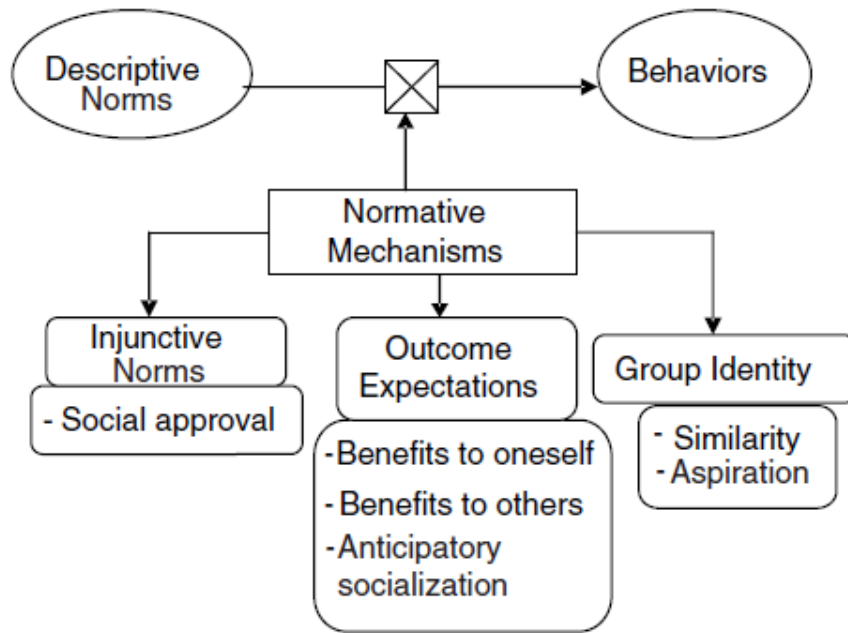 Descriptive
Norms
Behaviors
Normative
Mechanisms
Injunctive
Norms
- Social approval
Outcome
Expectations
-Benefits to oneself
-Benefits to others
-Anticipatory
socialization
Group Identity
- Similarity
-Aspiration